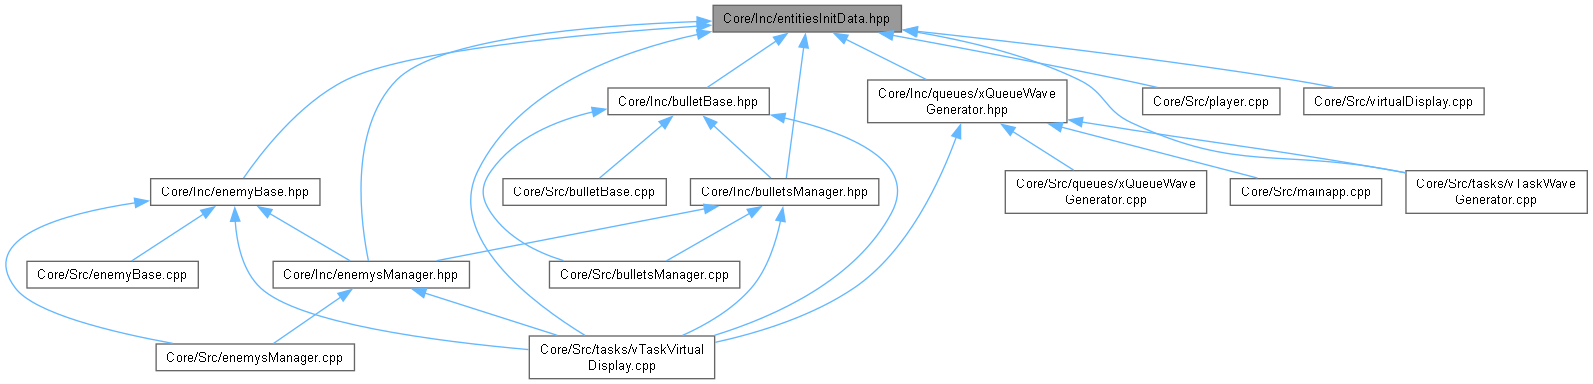 Core/Inc/entitiesInitData.hpp
Core/Inc/bulletBase.hpp
Core/Inc/queues/xQueueWave
Generator.hpp
Core/Src/player.cpp
Core/Src/virtualDisplay.cpp
Core/Inc/enemyBase.hpp
Core/Src/bulletBase.cpp
Core/Inc/bulletsManager.hpp
Core/Src/queues/xQueueWave
Generator.cpp
Core/Src/mainapp.cpp
Core/Src/tasks/vTaskWave
Generator.cpp
Core/Src/enemyBase.cpp
Core/Inc/enemysManager.hpp
Core/Src/bulletsManager.cpp
Core/Src/enemysManager.cpp
Core/Src/tasks/vTaskVirtual
Display.cpp